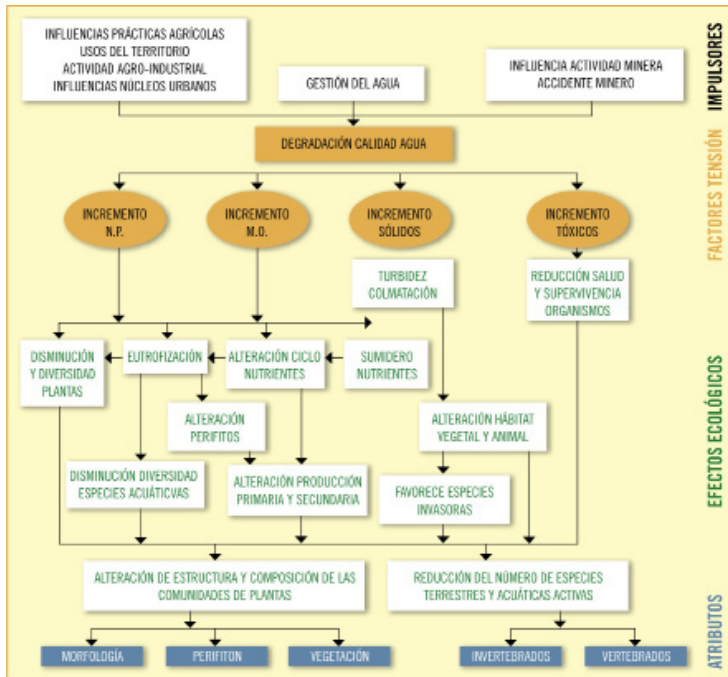 INFLUENCIAS PRÁCTICAS AGRÍCOLAS
USOS DEL TERRITORIO
ACTIVIDAD AGRO-INDUSTRIAL
INFLUENCIAS NÚCLEOS URBANOS
GESTIÓN DEL AGUA
INFLUENCIA ACTIVIDAD MINERA
ACCIDENTE MINERO
IMPULSORES
DEGRADACIÓN CALIDAD AGUA
INCREMENTO
N.P.
INCREMENTO
M.O.
INCREMENTO
SÓLIDOS
INCREMENTO
TÓXICOS
FACTORES TENSIÓN
TURBIDEZ
COLMATACIÓN
REDUCCIÓN SALUD
Y SUPERVIVENCIA
ORGANISMOS
DISMINUCIÓN
Y DIVERSIDAD
PLANTAS
EUTROFIZACIÓN
ALTERACIÓN CICLO
NUTRIENTES
SUMIDERO
NUTRIENTES
ALTERACIÓN
PERIFITOS
ALTERACIÓN HÁBITAT
VEGETAL Y ANIMAL
DISMINUCIÓN DIVERSIDAD
ESPECIES ACUÁTICVAS
ALTERACIÓN PRODUCCIÓN
PRIMARIA Y SECUNDARIA
FAVORECE ESPECIES
INVASORAS
EFECTOS ECOLÓGICOS
ALTERACIÓN DE ESTRUCTURA Y COMPOSICIÓN DE LAS
COMUNIDADES DE PLANTAS
REDUCCIÓN DEL NÚMERO DE ESPECIES
TERRESTRES Y ACUÁTICAS ACTIVAS
MORFOLOGÍA
PERIFITON
VEGETACIÓN
INVERTEBRADOS
VERTEBRADOS
ATRIBUTOS